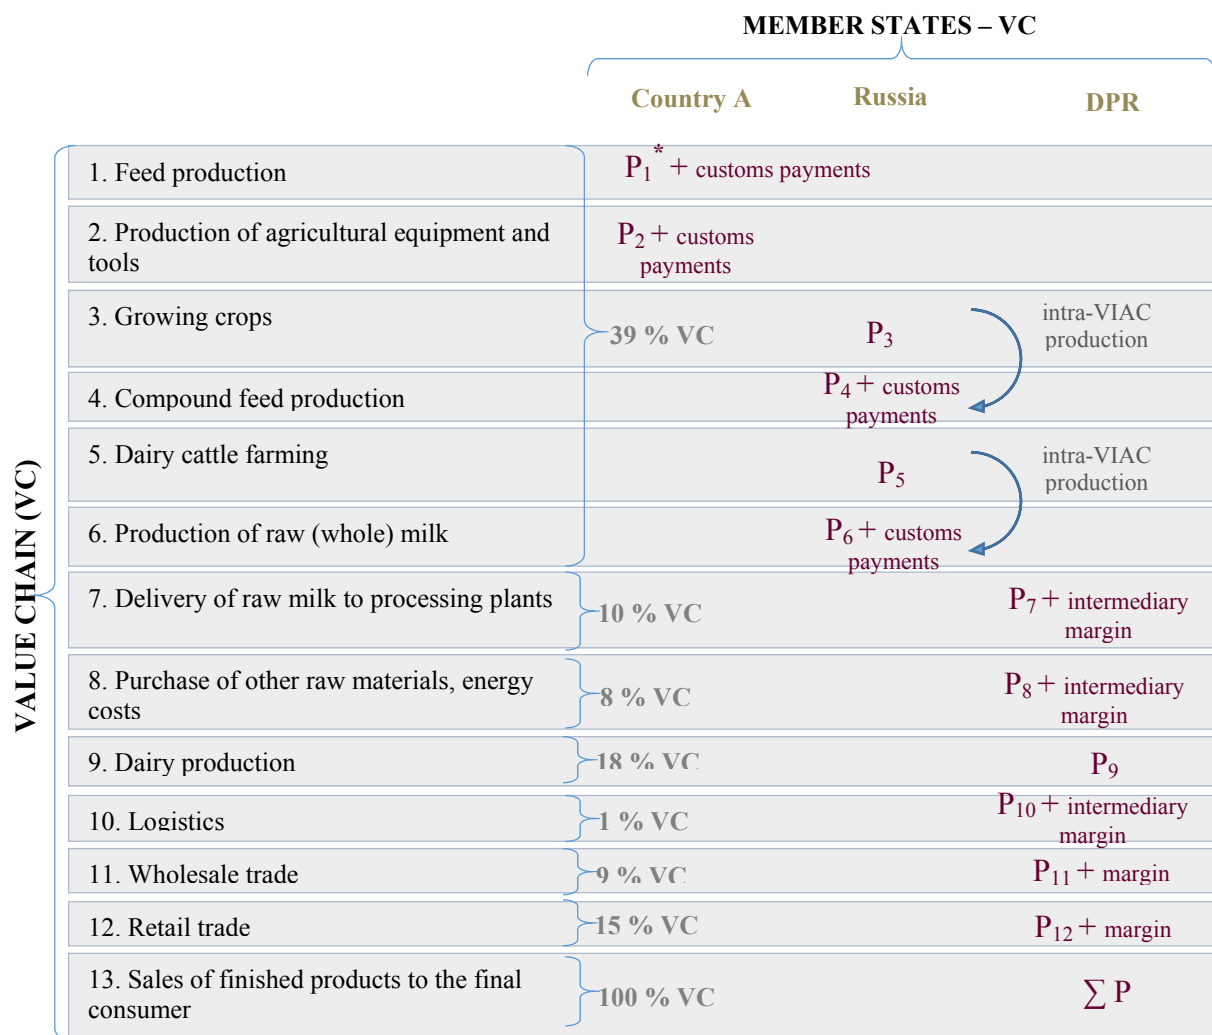 MEMBER STATES – VC
Country A
Russia
DPR
VALUE CHAIN (VC)
1. Feed production
P1* + customs payments
2. Production of agricultural equipment and
tools
P2 + customs
payments
3. Growing crops
39 % VC
P3
intra-VIAC
production
4. Compound feed production
P4 + customs
payments
5. Dairy cattle farming
P5
intra-VIAC
production
6. Production of raw (whole) milk
P6 + customs
payments
7. Delivery of raw milk to processing plants
10 % VC
P7 + intermediary
margin
8. Purchase of other raw materials, energy
costs
8 % VC
P8 + intermediary
margin
9. Dairy production
18 % VC
P9
10. Logistics
1 % VC
P10 + intermediary
margin
11. Wholesale trade
9 % VC
P11 + margin
12. Retail trade
15 % VC
P12 + margin
13. Sales of finished products to the final
consumer
100 % VC
∑ P